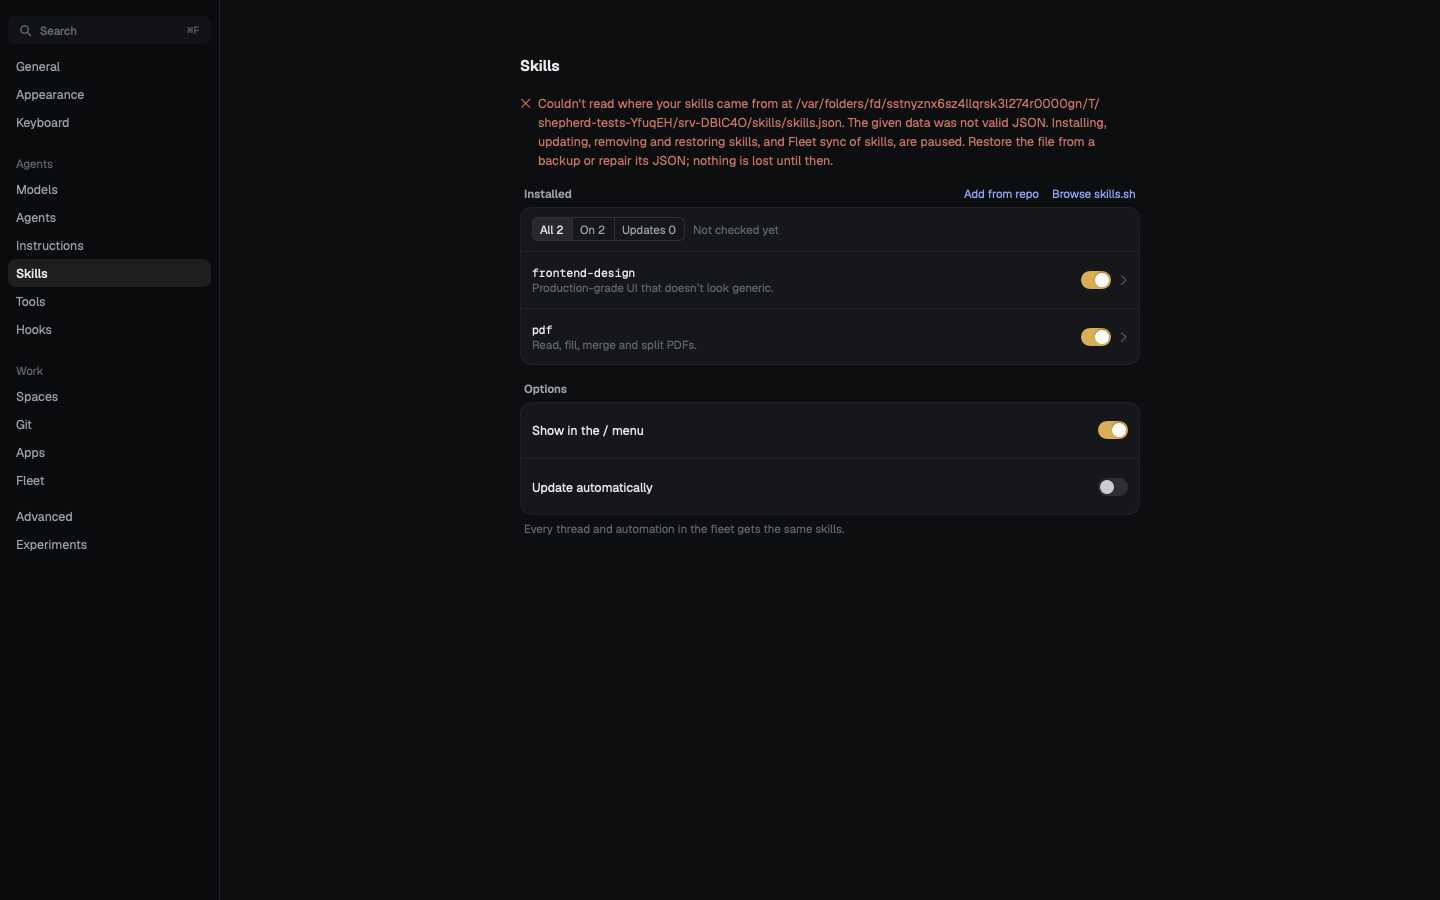 Search ⌘F
General
Appearance
Keyboard
Agents
Models
Agents
Instructions
Skills
Tools
Hooks
Work
Spaces
Git
Apps
Fleet
Advanced
Experiments
Skills
Couldn't read where your skills came from at /var/folders/fd/sstnyznx6sz4llqrsk3l274r0000gn/T/
shepherd-tests-YfuqEH/srv-DBlC4O/skills/skills.json. The given data was not valid JSON. Installing,
updating, removing and restoring skills, and Fleet sync of skills, are paused. Restore the file from a
backup or repair its JSON; nothing is lost until then.
Installed Add from repo Browse skills.sh
All 2 On 2 Updates 0 Not checked yet
frontend-design
Production-grade UI that doesn't look generic.
pdf
Read, fill, merge and split PDFs.
Options
Show in the / menu
Update automatically
Every thread and automation in the fleet gets the same skills.